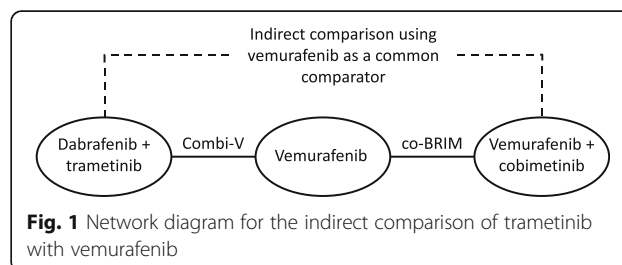 Indirect comparison using
vemurafenib as a common
comparator
Dabrafenib +
trametinib
Combi-V
Vemurafenib
co-BRIM
Vemurafenib +
cobimetinib
Fig. 1 Network diagram for the indirect comparison of trametinib
with vemurafenib